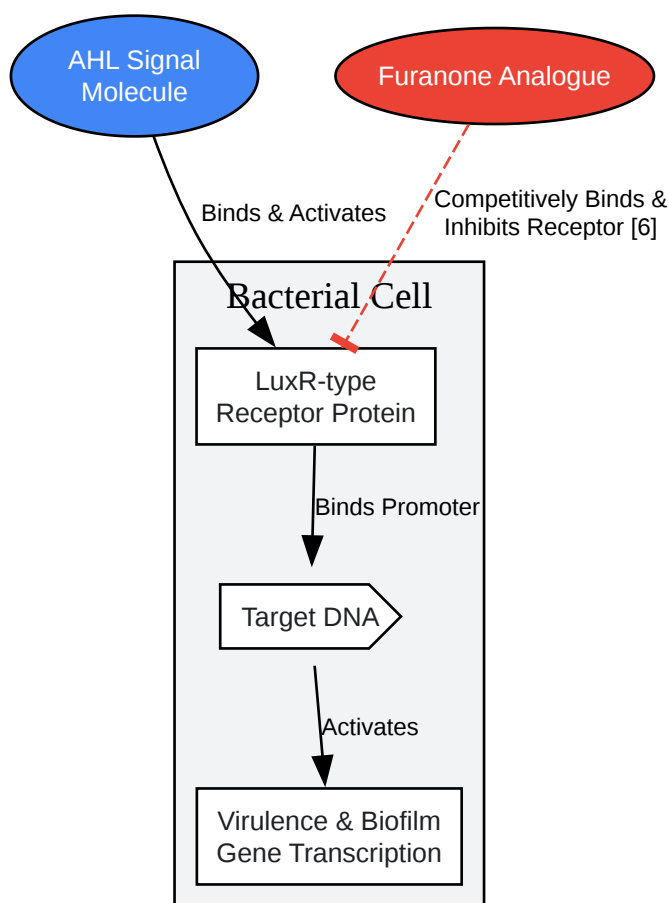 AHL Signal
Molecule
Furanone Analogue
Binds & Activates
Competitively Binds &
Inhibits Receptor [6]
Bacterial Cell
LuxR-type
Receptor Protein
Binds Promoter
Target DNA
Activates
Virulence & Biofilm
Gene Transcription